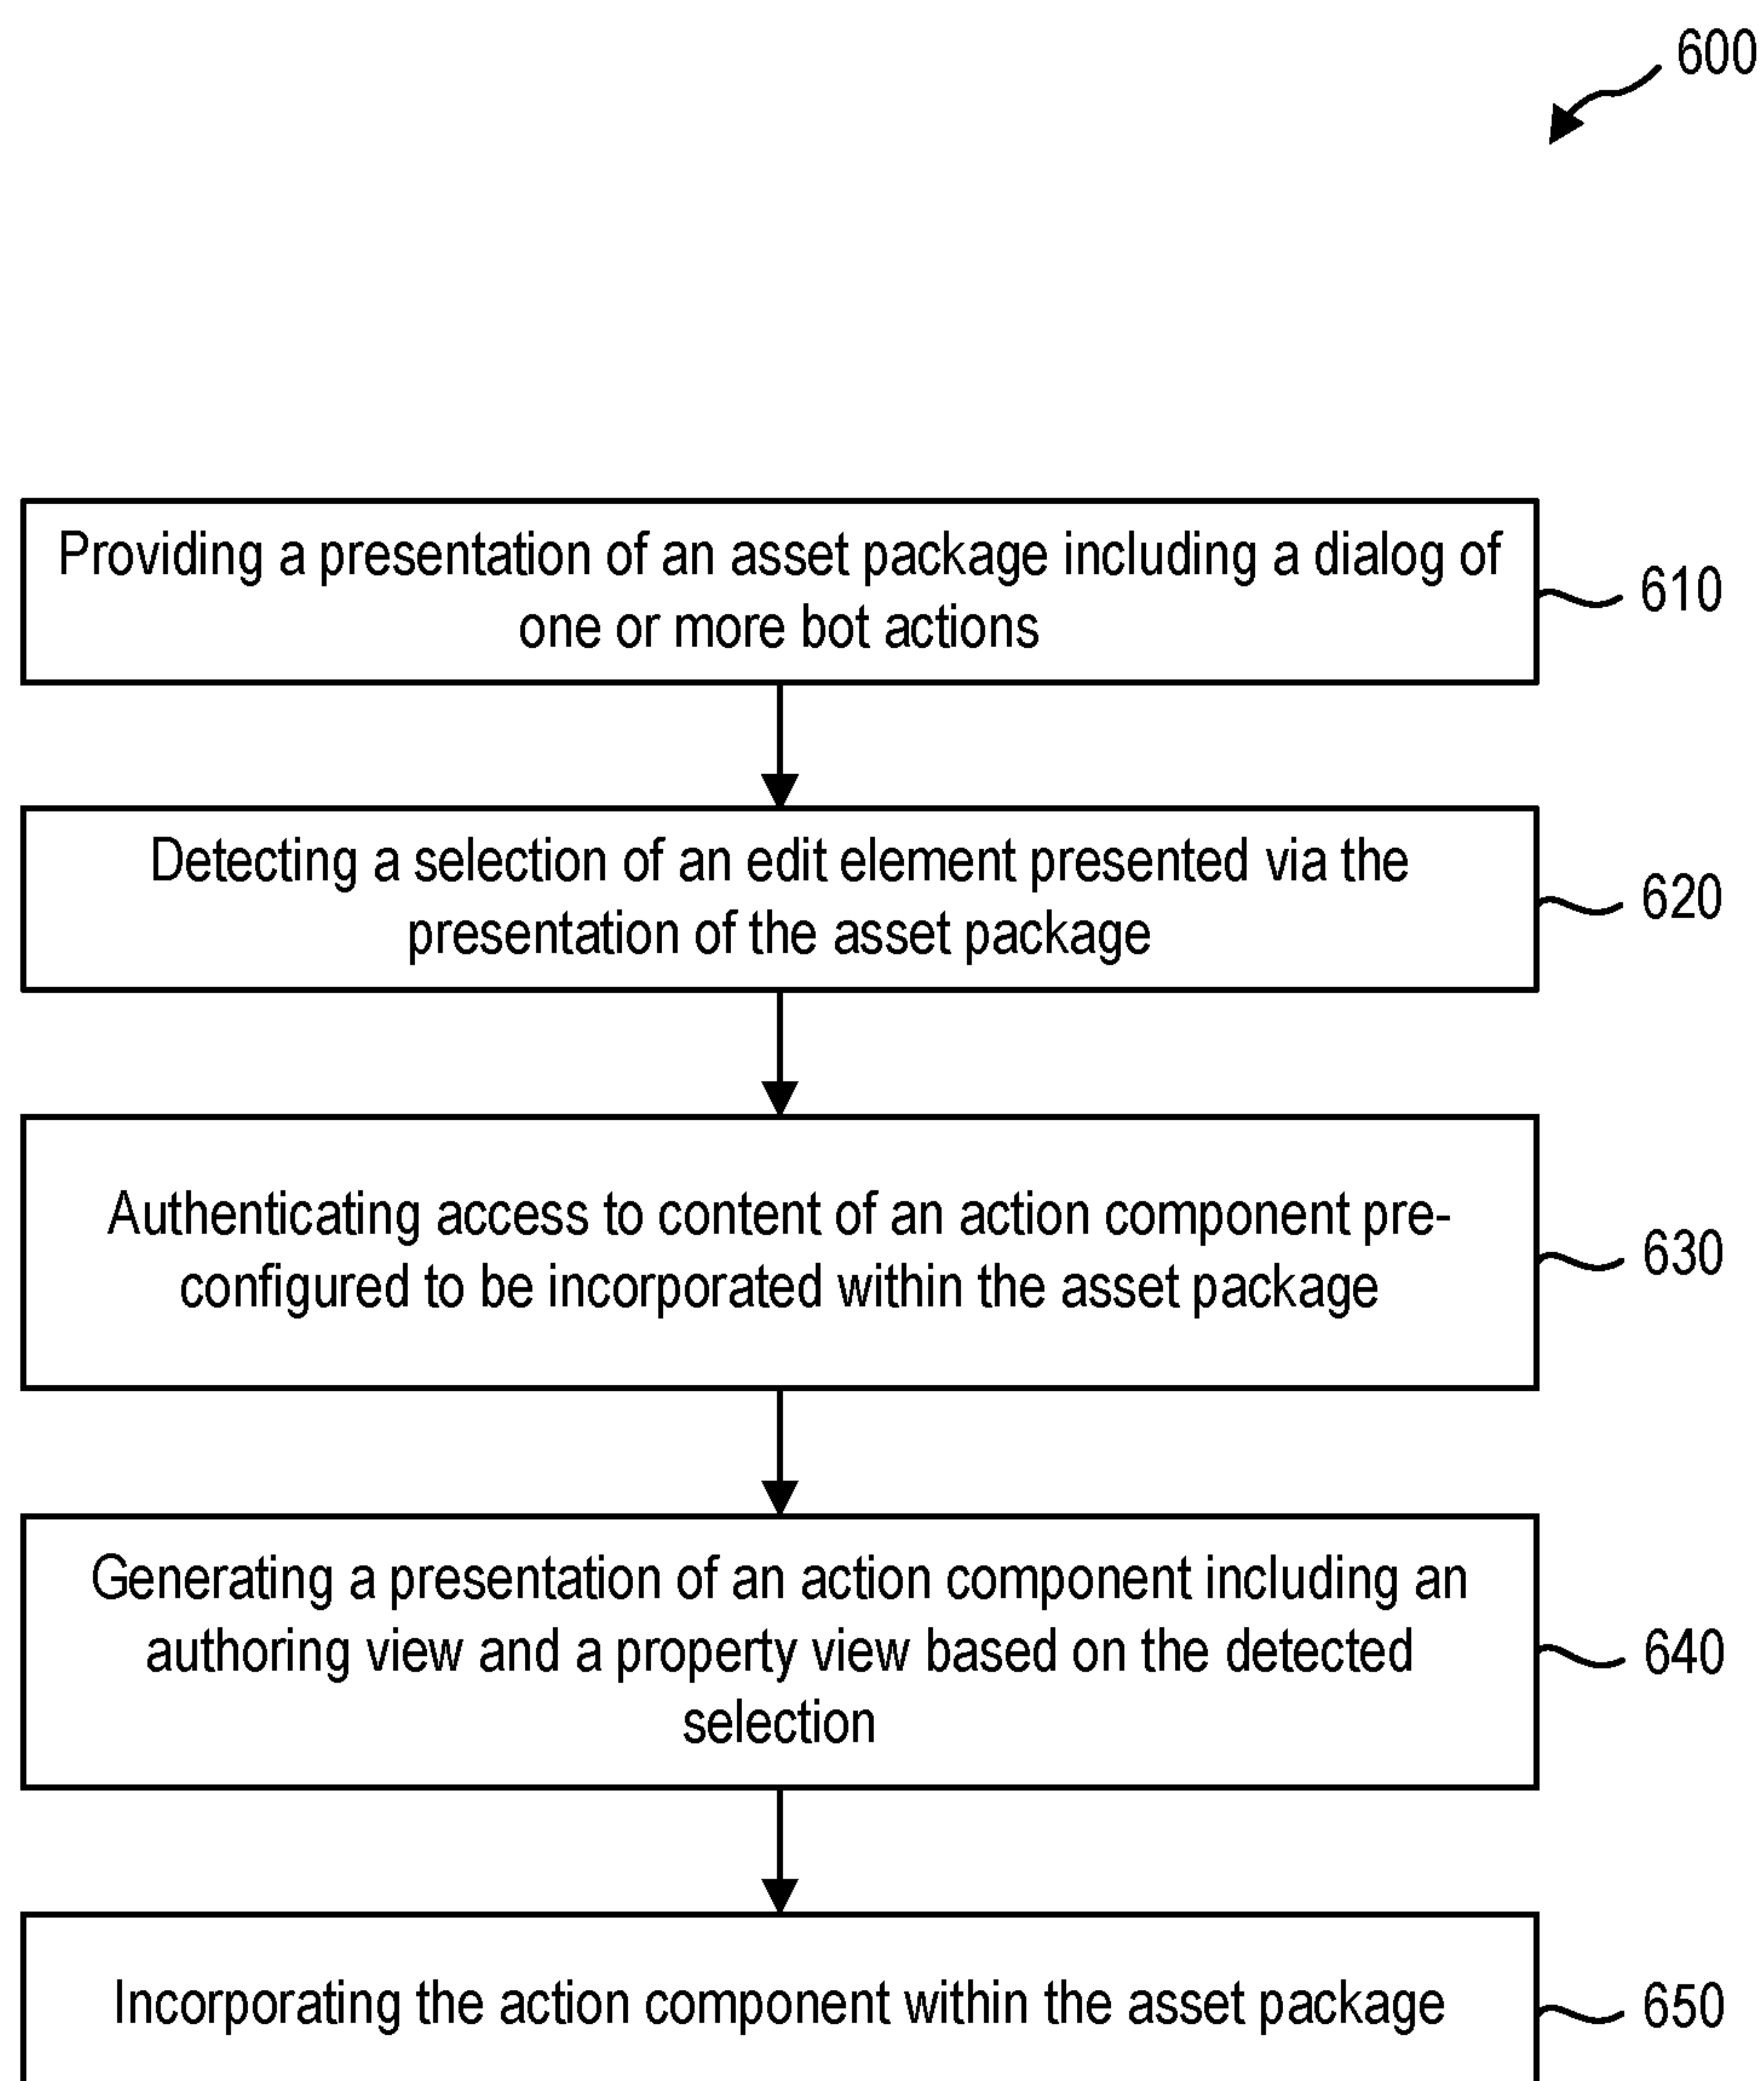 600
Providing a presentation of an asset package including a dialog of
one or more bot actions
610
Detecting a selection of an edit element presented via the
presentation of the asset package
620
Authenticating access to content of an action component pre-
configured to be incorporated within the asset package
630
Generating a presentation of an action component including an
authoring view and a property view based on the detected
selection
640
Incorporating the action component within the asset package
650